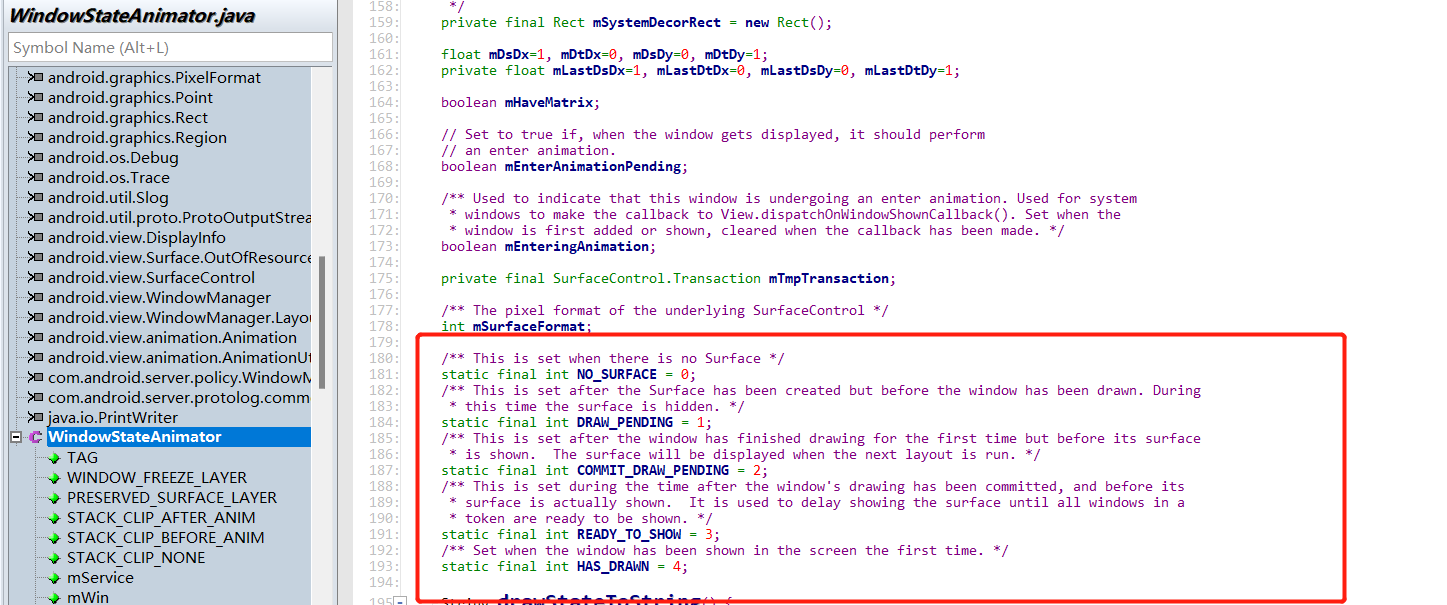 WindowStateAnimator.java
Symbol Name (Alt+L)
android.graphics.PixelFormat
android.graphics.Point
android.graphics.Rect
android.graphics.Region
android.os.Debug
android.os.Trace
android.util.Slog
android.util.proto.ProtoOutputStrea
android.view.DisplayInfo
android.view.Surface.OutOfResource
android.view.SurfaceControl
android.view.WindowManager
android.view.WindowManager.Layou
android.view.animation.Animation
android.view.animation.AnimationUt
com.android.server.policy.WindowM
com.android.server.protolog.comm
java.io.PrintWriter
WindowStateAnimator
TAG
WINDOW_FREEZE_LAYER
PRESERVED_SURFACE_LAYER
STACK_CLIP_AFTER_ANIM
STACK_CLIP_BEFORE_ANIM
STACK_CLIP_NONE
mService
mWin
158: */
159: private final Rect mSystemDecorRect = new Rect();
160:
161: float mDsDx=1, mDtDx=0, mDsDy=0, mDtDy=1;
162: private float mLastDsDx=1, mLastDtDx=0, mLastDsDy=0, mLastDtDy=1;
163:
164: boolean mHaveMatrix;
165:
166: // Set to true if, when the window gets displayed, it should perform
167: // an enter animation.
168: boolean mEnterAnimationPending;
169:
170: /** Used to indicate that this window is undergoing an enter animation. Used for system
171: * windows to make the callback to View.dispatchOnWindowShownCallback(). Set when the
172: * window is first added or shown, cleared when the callback has been made. */
173: boolean mEnteringAnimation;
174:
175: private final SurfaceControl.Transaction mTmpTransaction;
176:
177: /** The pixel format of the underlying SurfaceControl */
178: int mSurfaceFormat;
179:
180: /** This is set when there is no Surface */
181: static final int NO_SURFACE = 0;
182: /** This is set after the Surface has been created but before the window has been drawn. During
183: * this time the surface is hidden. */
184: static final int DRAW_PENDING = 1;
185: /** This is set after the window has finished drawing for the first time but before its surface
186: * is shown.  The surface will be displayed when the next layout is run. */
187: static final int COMMIT_DRAW_PENDING = 2;
188: /** This is set during the time after the window's drawing has been committed, and before its
189: * surface is actually shown.  It is used to delay showing the surface until all windows in a
190: * token are ready to be shown. */
191: static final int READY_TO_SHOW = 3;
192: /** Set when the window has been shown in the screen the first time. */
193: static final int HAS_DRAWN = 4;
194:
195: String drawStateToString() {